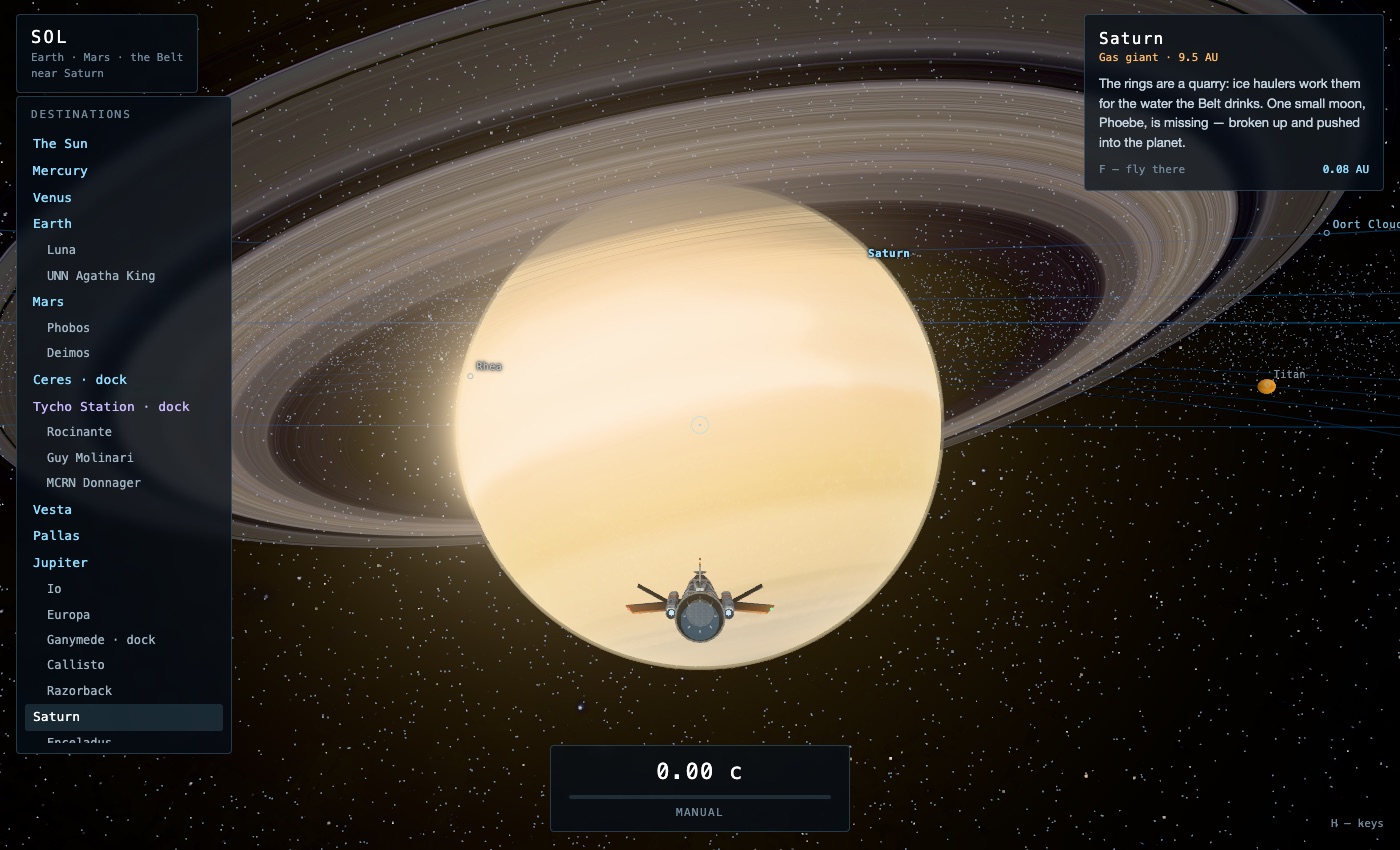 SOL
Earth · Mars · the Belt
near Saturn
DESTINATIONS
The Sun
Mercury
Venus
Earth
Luna
UNN Agatha King
Mars
Phobos
Deimos
Ceres · dock
Tycho Station · dock
Rocinante
Guy Molinari
MCRN Donnager
Vesta
Pallas
Jupiter
Io
Europa
Ganymede · dock
Callisto
Razorback
Saturn
Enceladus
Saturn
Gas giant · 9.5 AU
The rings are a quarry: ice haulers work them
for the water the Belt drinks. One small moon,
Phoebe, is missing — broken up and pushed
into the planet.
F — fly there
0.08 AU
Oort Cloud
Saturn
Rhea
Titan
0.00 c
MANUAL
H — keys